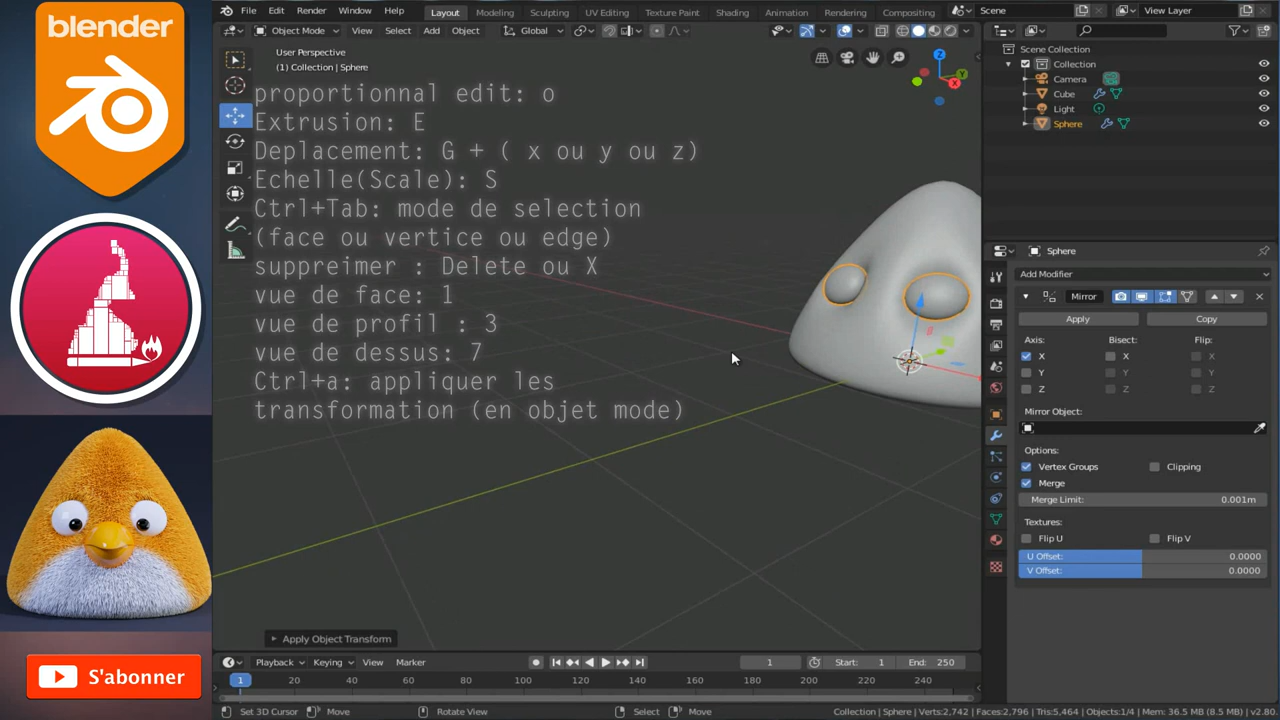 blender
File Edit Render Window Help
Layout Modeling Sculpting UV Editing Texture Paint Shading Animation Rendering Compositing
Scene
View Layer
Object Mode View Select Add Object
Global
User Perspective
(1) Collection | Sphere
proportionnal edit: o
Extrusion: E
Deplacement: G + ( x ou y ou z)
Echelle(Scale): S
Ctrl+Tab: mode de selection
(face ou vertice ou edge)
suppreimer : Delete ou X
vue de face: 1
vue de profil : 3
vue de dessus: 7
Ctrl+a: appliquer les
transformation (en objet mode)
Z
Y
X
Apply Object Transform
Scene Collection
Collection
Camera
Cube
Light
Sphere
Sphere
Add Modifier
Mirror
Apply Copy
Axis: Bisect: Flip:
X X X
Y Y Y
Z Z Z
Mirror Object:
Options:
Vertex Groups Clipping
Merge
Merge Limit: 0.001m
Textures:
Flip U Flip V
U Offset: 0.0000
V Offset: 0.0000
Playback Keying View Marker
1 Start: 1 End: 250
1 20 40 60 80 100 120 140 160 180 200 220 240
Set 3D Cursor Move Rotate View Select Move
Collection | Sphere | Verts:2,742 | Faces:2,796 | Tris:5,464 | Objects:1/4 | Mem: 36.5 MB (8.5 MB) | v2.80
S'abonner